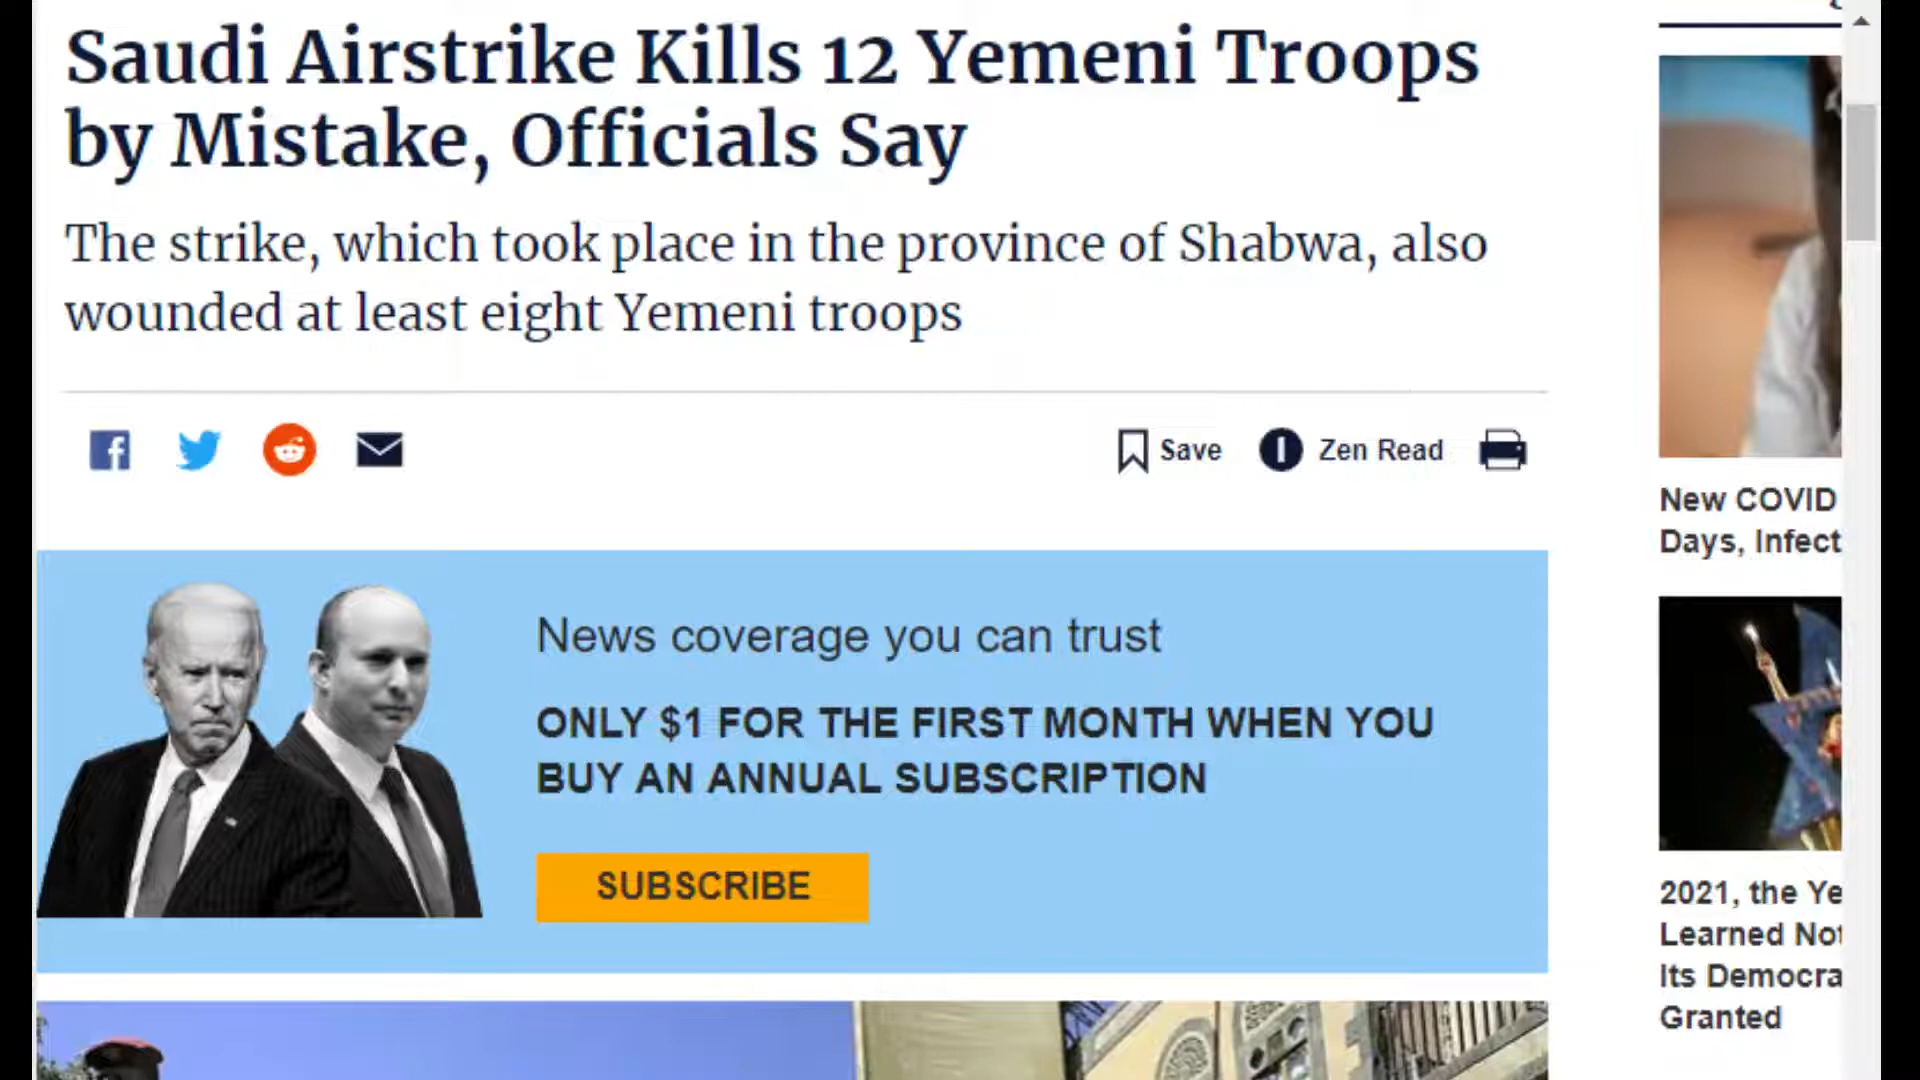 Saudi Airstrike Kills 12 Yemeni Troops
by Mistake, Officials Say
The strike, which took place in the province of Shabwa, also
wounded at least eight Yemeni troops
Save
Zen Read
News coverage you can trust
ONLY $1 FOR THE FIRST MONTH WHEN YOU
BUY AN ANNUAL SUBSCRIPTION
SUBSCRIBE
New COVID
Days, Infect
2021, the Ye
Learned Not
Its Democra
Granted